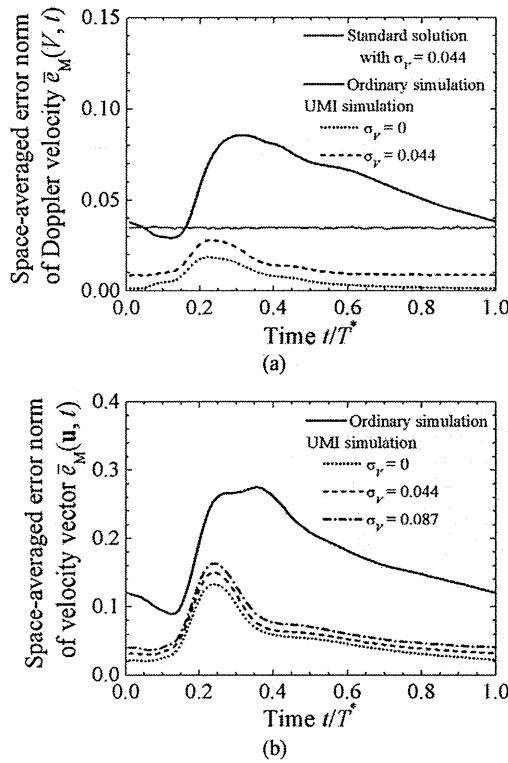 (a)
Space-averaged error norm
of Doppler velocity ē_M(V, t)
0.15
0.10
0.05
0.00
Standard solution
with σ_v = 0.044
Ordinary simulation
UMI simulation
σ_v = 0
σ_v = 0.044
0.0 0.2 0.4 0.6 0.8 1.0
Time t/T*
(a)
Space-averaged error norm
of velocity vector ē_M(u, t)
0.4
0.3
0.2
0.1
0.0
Ordinary simulation
UMI simulation
σ_v = 0
σ_v = 0.044
σ_v = 0.087
0.0 0.2 0.4 0.6 0.8 1.0
Time t/T*
(b)